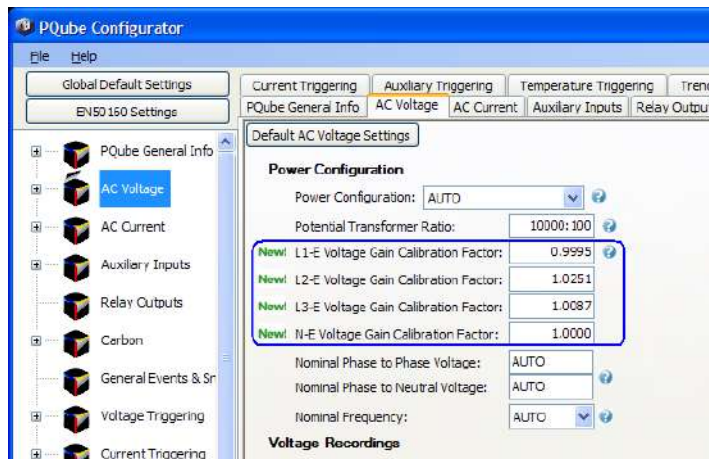 PQube Configurator
File Help
Global Default Settings
EN50160 Settings
PQube General Info
AC Voltage
AC Current
Auxiliary Inputs
Relay Outputs
Carbon
General Events & Sn
Voltage Triggering
Current Triggering
Current Triggering Auxiliary Triggering Temperature Triggering Tren
PQube General Info AC Voltage AC Current Auxiliary Inputs Relay Outpu
Default AC Voltage Settings
Power Configuration
Power Configuration: AUTO
Potential Transformer Ratio: 10000:100
New! L1-E Voltage Gain Calibration Factor: 0.9995
New! L2-E Voltage Gain Calibration Factor: 1.0251
New! L3-E Voltage Gain Calibration Factor: 1.0087
New! N-E Voltage Gain Calibration Factor: 1.0000
Nominal Phase to Phase Voltage: AUTO
Nominal Phase to Neutral Voltage: AUTO
Nominal Frequency: AUTO
Voltage Recordings